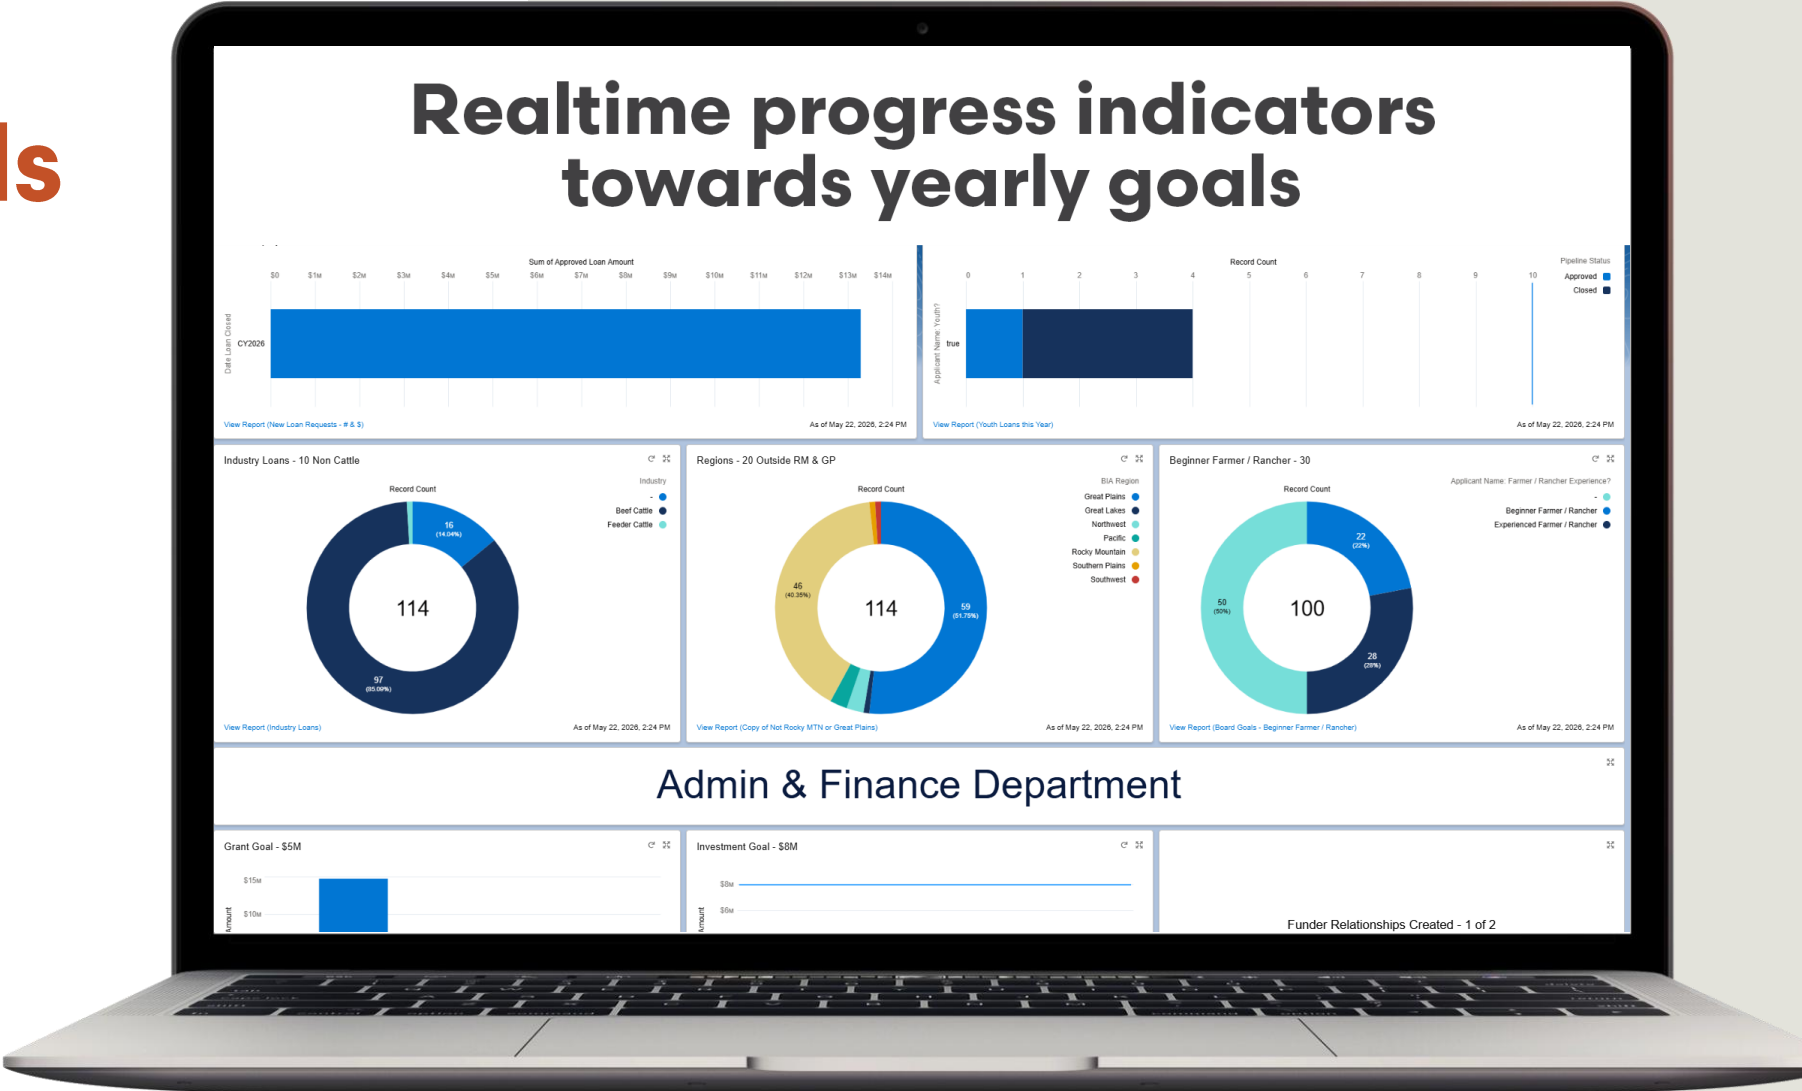 ls
Realtime progress indicators
towards yearly goals
Sum of Approved Loan Amount
$0 $1M $2M $3M $4M $5M $6M $7M $8M $9M $10M $11M $12M $13M $14M
Date Loan Closed
CY2026
View Report (New Loan Requests - # & $)
As of May 22, 2026, 2:24 PM
Record Count
0 1 2 3 4 5 6 7 8 9 10
Pipeline Status
Approved
Closed
Applicant Name: Youth?
true
View Report (Youth Loans this Year)
As of May 22, 2026, 2:24 PM
Industry Loans - 10 Non Cattle
Record Count
Industry
-
Beef Cattle
Feeder Cattle
16
(14.04%)
114
97
(85.09%)
View Report (Industry Loans)
As of May 22, 2026, 2:24 PM
Regions - 20 Outside RM & GP
Record Count
BIA Region
Great Plains
Great Lakes
Northwest
Pacific
Rocky Mountain
Southern Plains
Southwest
46
(40.35%)
114
59
(51.75%)
View Report (Copy of Not Rocky MTN or Great Plains)
As of May 22, 2026, 2:24 PM
Beginner Farmer / Rancher - 30
Record Count
Applicant Name: Farmer / Rancher Experience?
-
Beginner Farmer / Rancher
Experienced Farmer / Rancher
22
(22%)
50
(50%)
100
28
(28%)
View Report (Board Goals - Beginner Farmer / Rancher)
As of May 22, 2026, 2:24 PM
Admin & Finance Department
Grant Goal - $5M
$15M
$10M
Amount
Investment Goal - $8M
$8M
$6M
Amount
Funder Relationships Created - 1 of 2